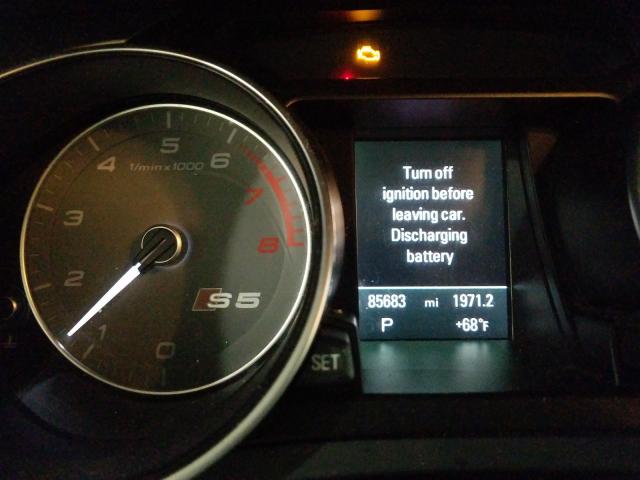 5
4
1/min x 1000
6
7
3
8
2
S5
1
0
SET
Turn off
ignition before
leaving car.
Discharging
battery
85683 mi 1971.2
P +68°F